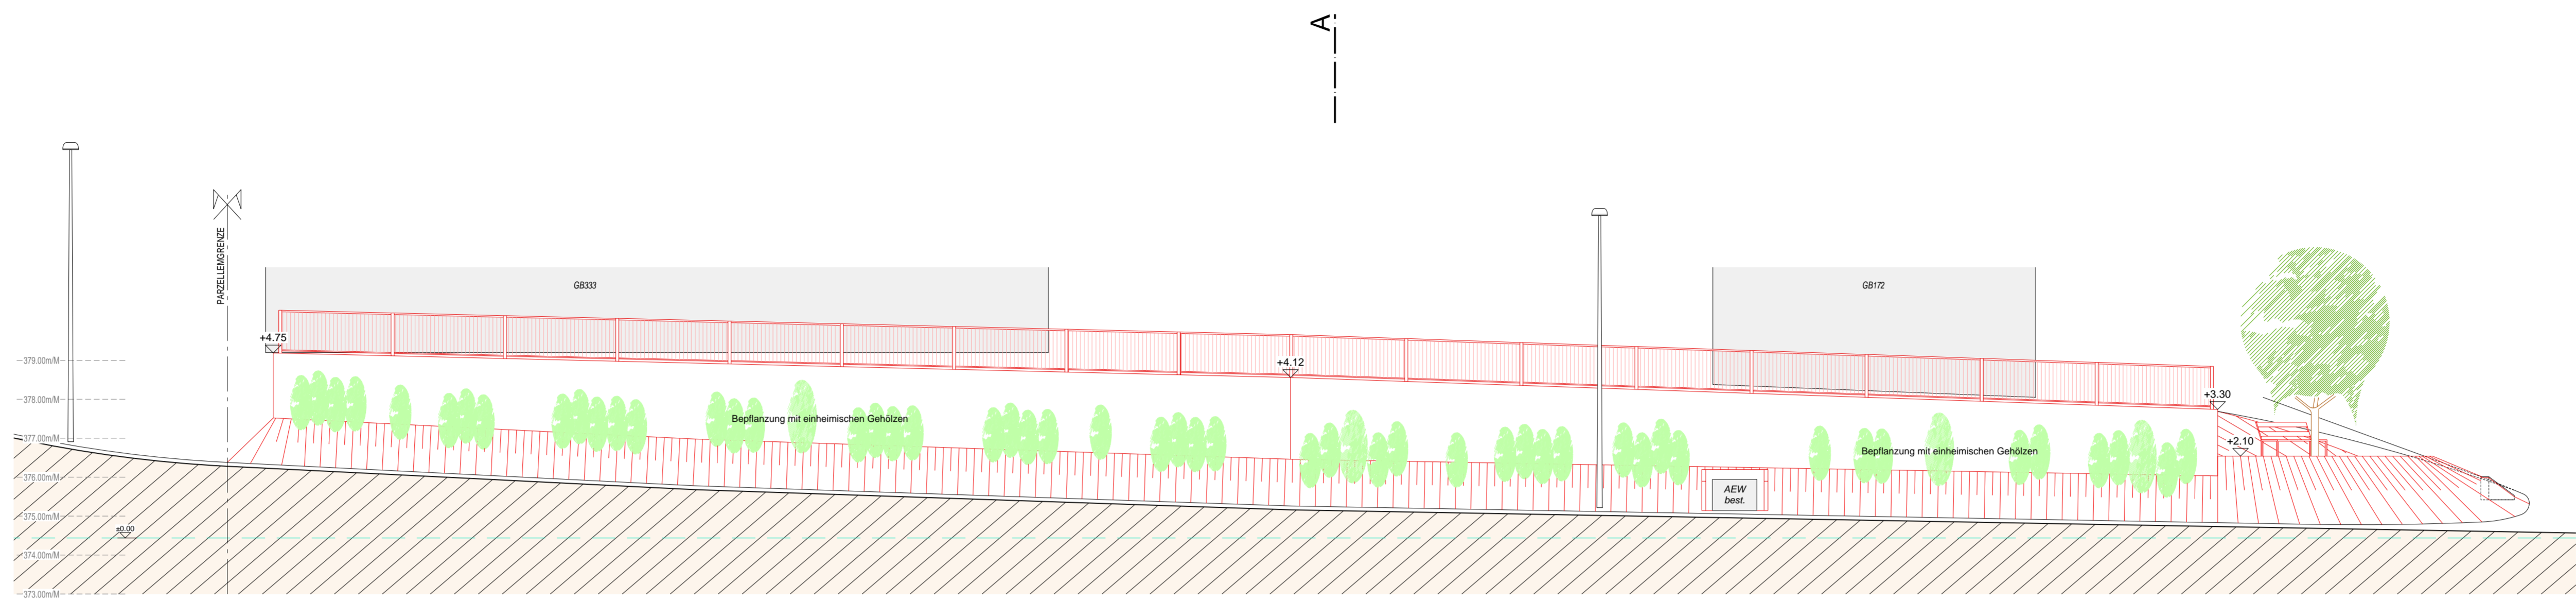 A
PARZELLEMGRENZE
GB333
GB172
+4.75
+4.12
+3.30
+2.10
379.00m/M
378.00m/M
377.00m/M
376.00m/M
375.00m/M
374.00m/M
373.00m/M
±0.00
Bepflanzung mit einheimischen Gehölzen
Bepflanzung mit einheimischen Gehölzen
AEW
best.